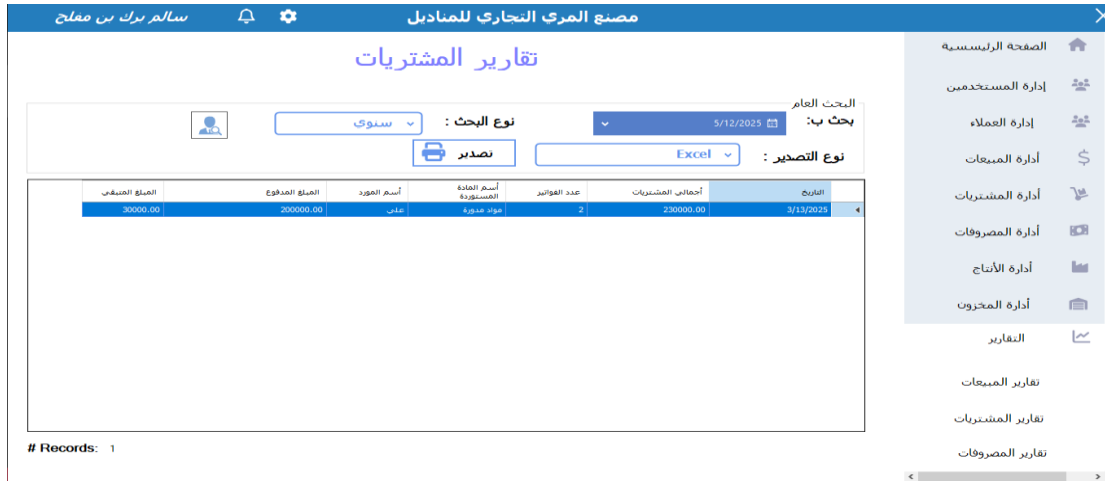 مصنع المري التجاري للمناديل
سالم برك بن مفلح
تقارير المشتريات
البحث العام
بحث ب:
5/12/2025
نوع البحث :
سنوي
نوع التصدير :
Excel
تصدير
التاريخ
أجمالي المشتريات
عدد الفواتير
أسم المادة المستوردة
أسم المورد
المبلغ المدفوع
المبلغ المتبقي
3/13/2025
230000.00
2
مواد مدورة
علي
200000.00
30000.00
# Records: 1
الصفحة الرئيسسية
إدارة المستخدمين
إدارة العملاء
أدارة المبيعات
أدارة المشتريات
أدارة المصروفات
أدارة الأنتاج
أدارة المخزون
التقارير
تقارير المبيعات
تقارير المشتريات
تقارير المصروفات